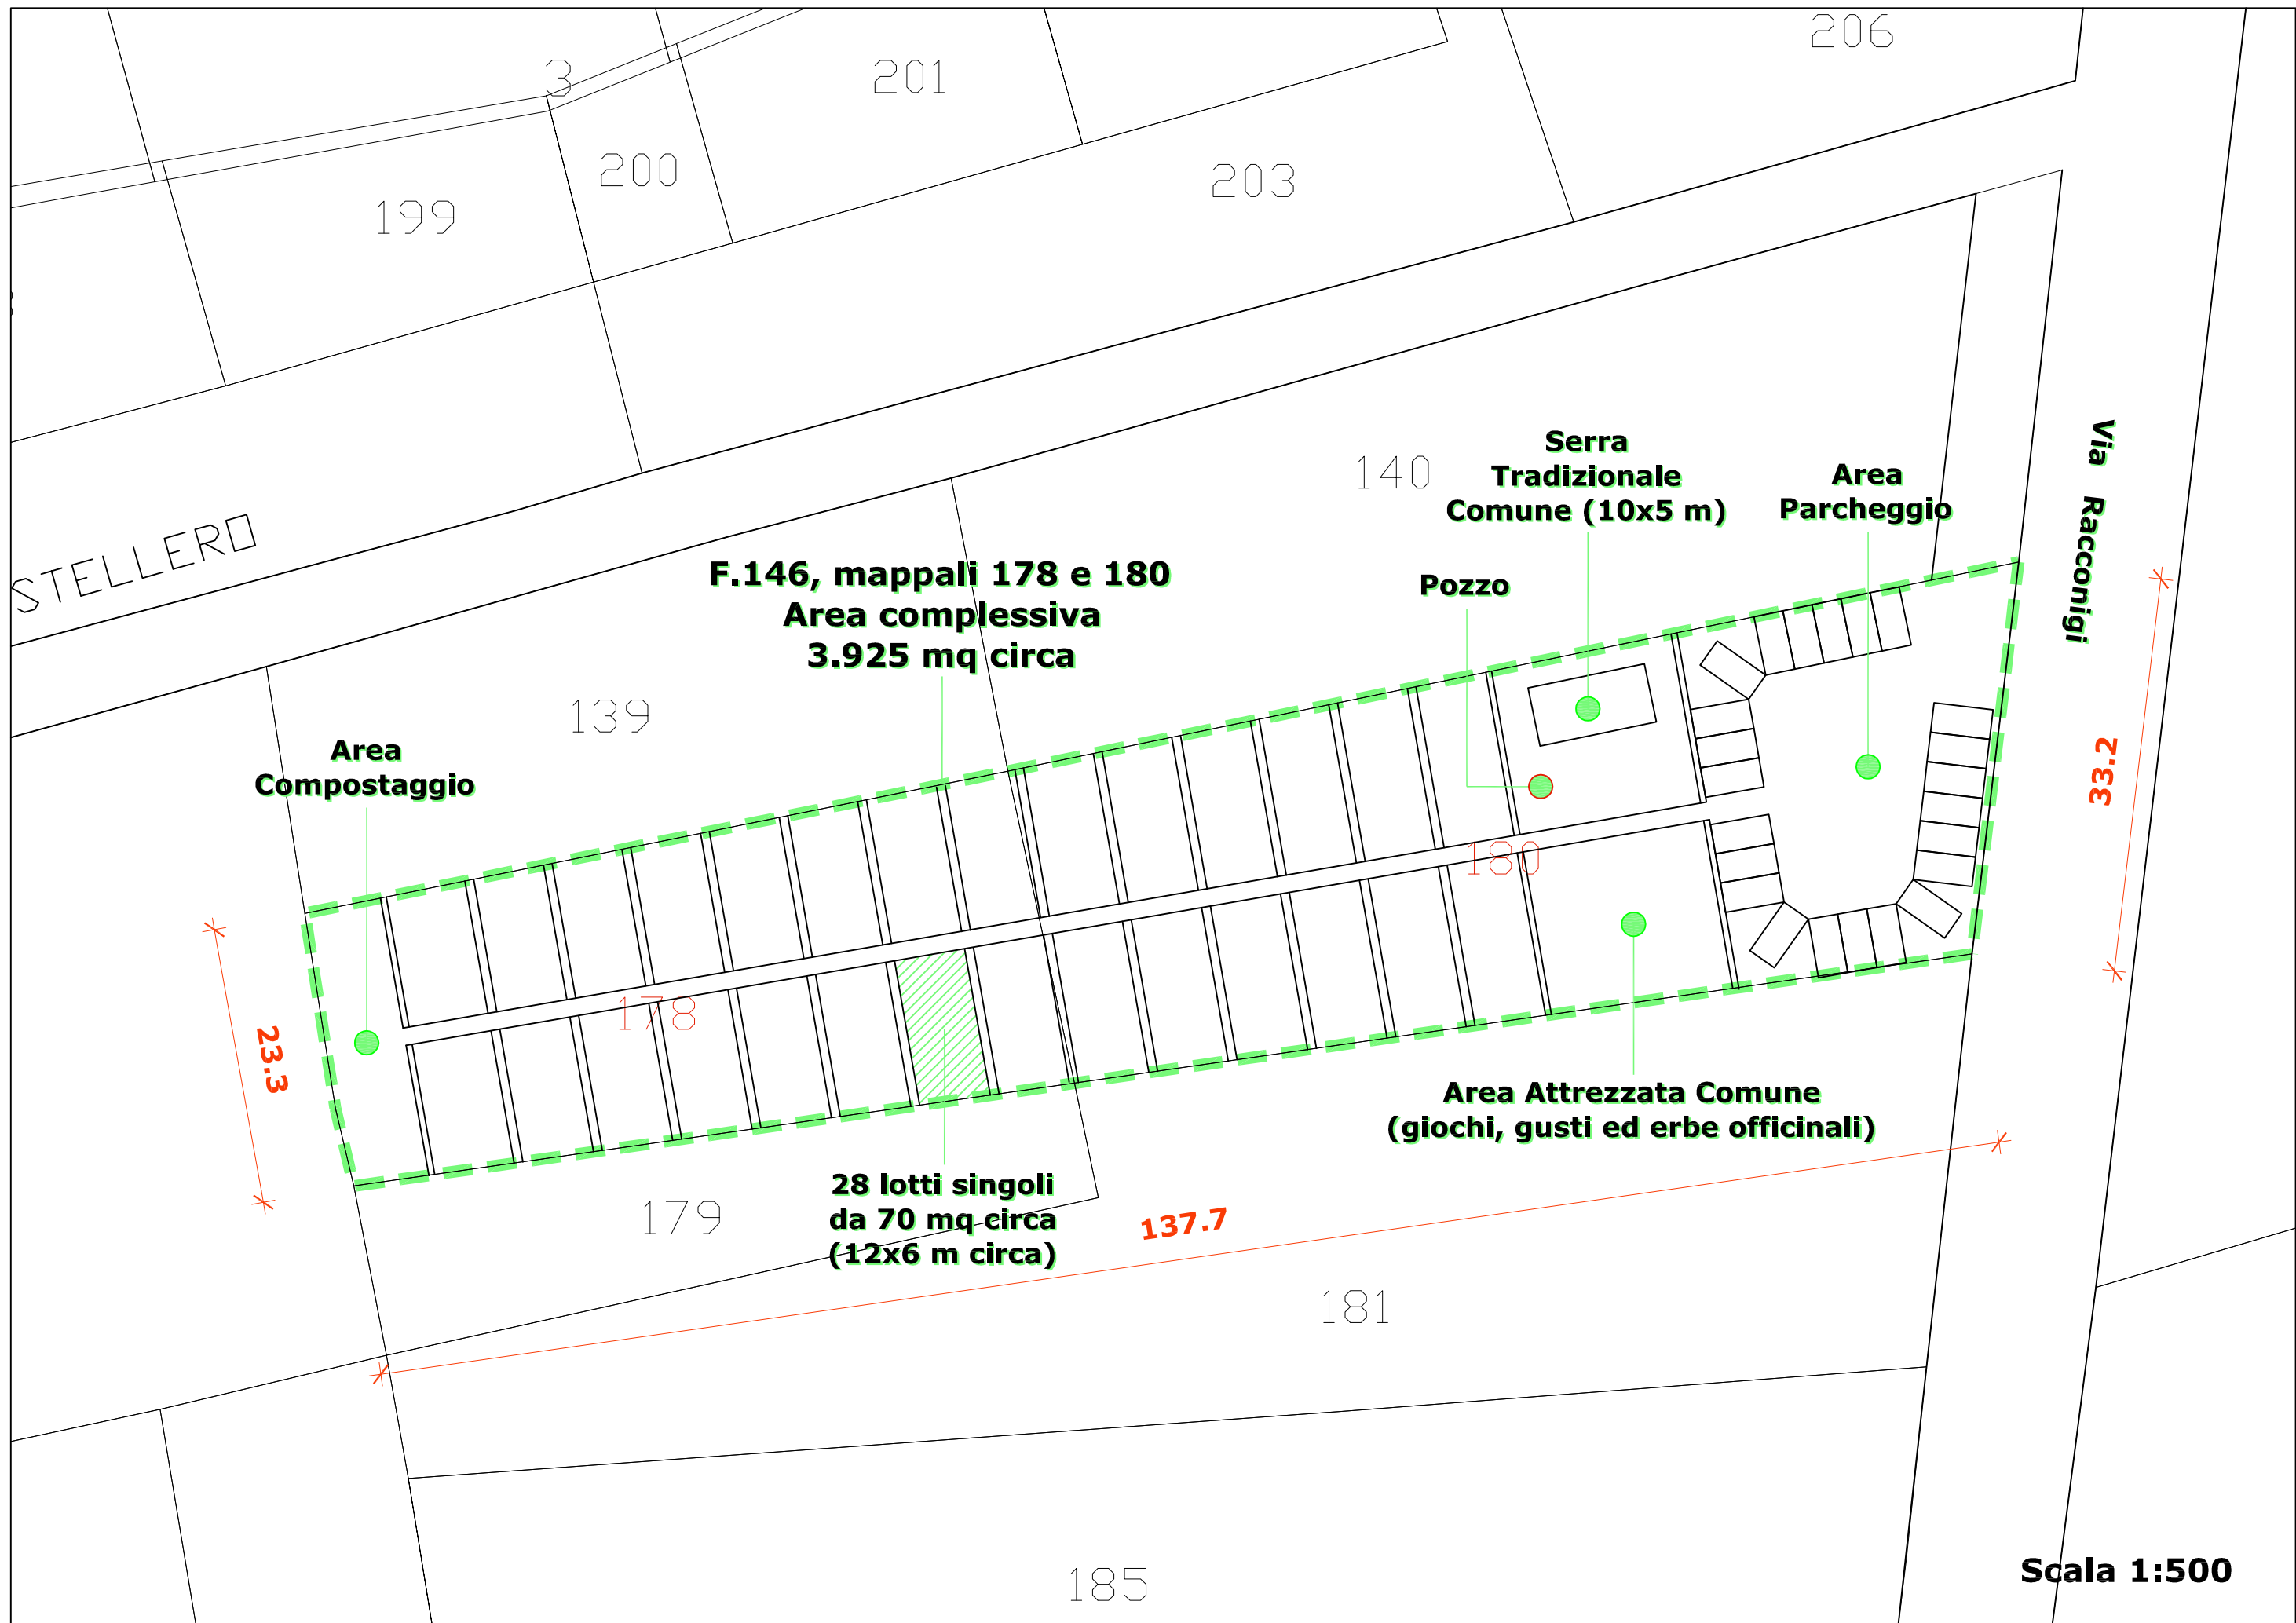 206
3
201
200
203
199
140
Serra
Tradizionale
Comune (10x5 m)
Area
Parcheggio
Via Racconigi
STELLERO
F.146, mappali 178 e 180
Area complessiva
3.925 mq circa
Pozzo
139
Area
Compostaggio
33.2
180
178
23.3
Area Attrezzata Comune
(giochi, gusti ed erbe officinali)
28 lotti singoli
da 70 mq circa
(12x6 m circa)
179
137.7
181
185
Scala 1:500